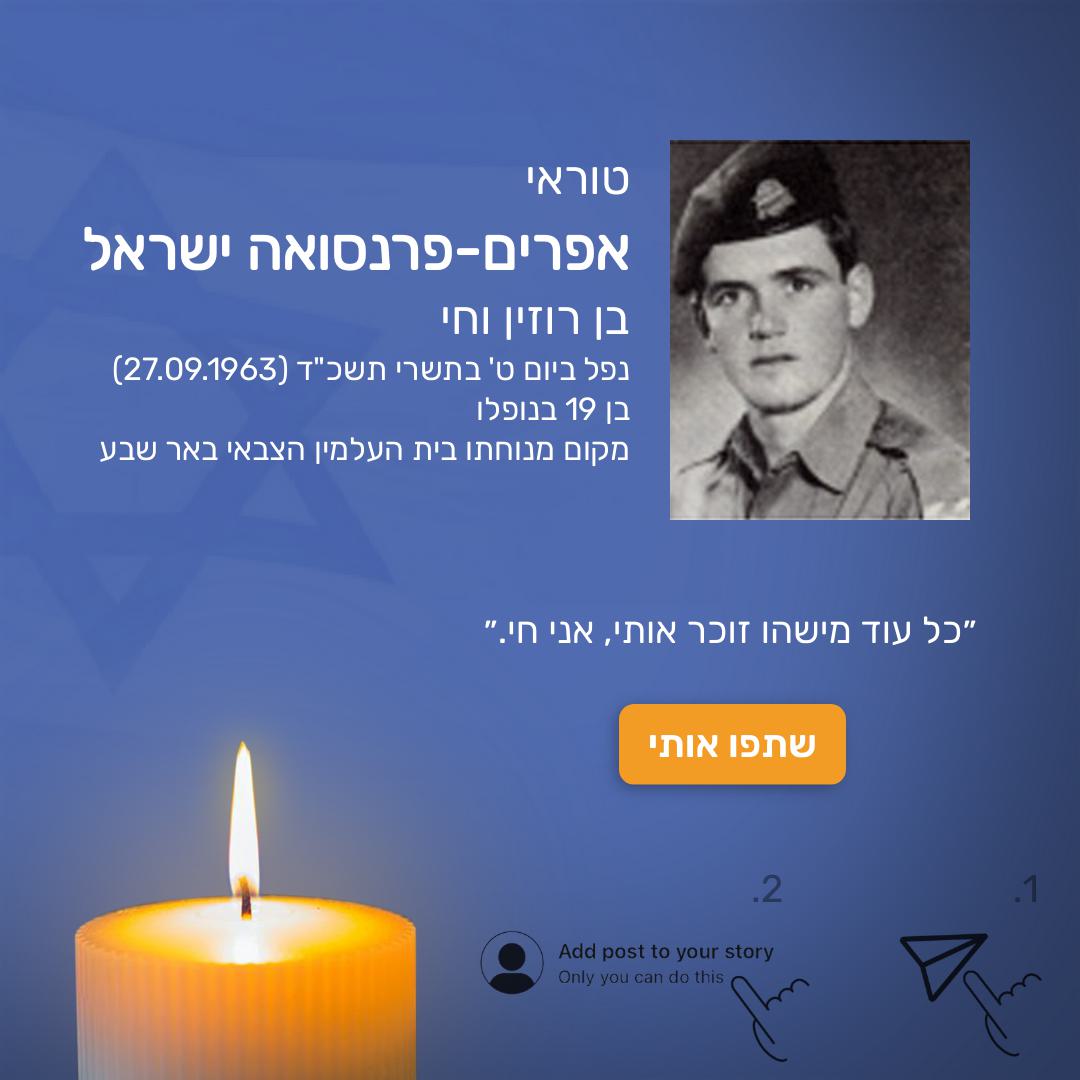 טוראי
אפרים-פרנסואה ישראל
בן רוזין וחי
נפל ביום ט' בתשרי תשכ"ד (27.09.1963)
בן 19 בנופלו
מקום מנוחתו בית העלמין הצבאי באר שבע
״כל עוד מישהו זוכר אותי, אני חי.״
שתפו אותי
1.
2.
Add post to your story
Only you can do this